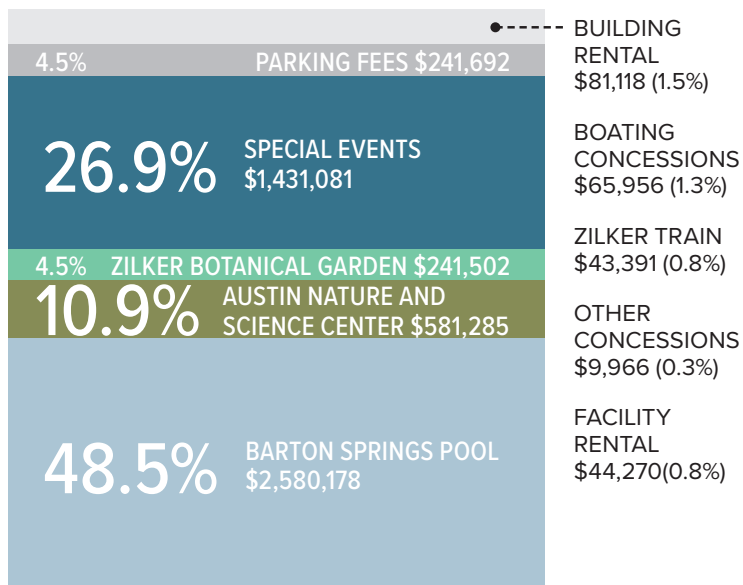 4.5% PARKING FEES $241,692
26.9% SPECIAL EVENTS
$1,431,081
4.5% ZILKER BOTANICAL GARDEN $241,502
10.9% AUSTIN NATURE AND
SCIENCE CENTER $581,285
48.5% BARTON SPRINGS POOL
$2,580,178
BUILDING
RENTAL
$81,118 (1.5%)
BOATING
CONCESSIONS
$65,956 (1.3%)
ZILKER TRAIN
$43,391 (0.8%)
OTHER
CONCESSIONS
$9,966 (0.3%)
FACILITY
RENTAL
$44,270(0.8%)